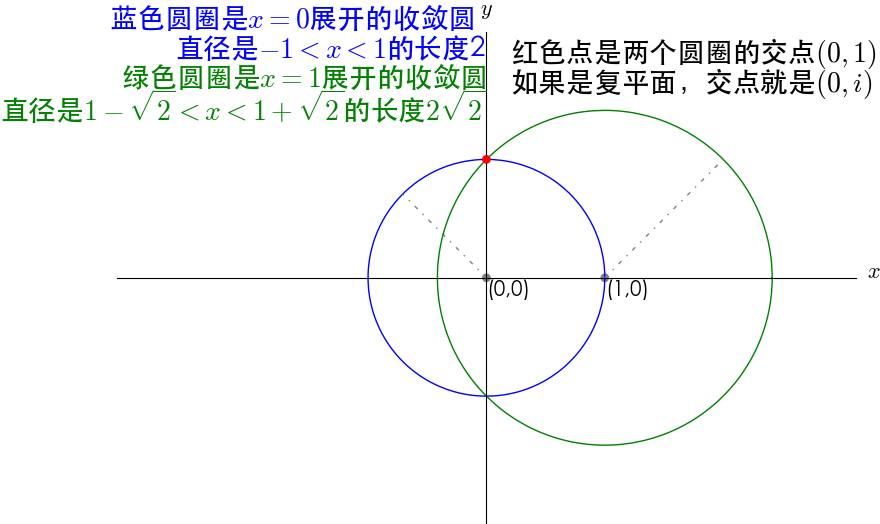 蓝色圆圈是x = 0展开的收敛圆
直径是−1 < x < 1的长度2
绿色圆圈是x = 1展开的收敛圆
直径是1 − √2 < x < 1 + √2的长度2√2
y
红色点是两个圆圈的交点(0, 1)
如果是复平面，交点就是(0, i)
x
(0,0)
(1,0)